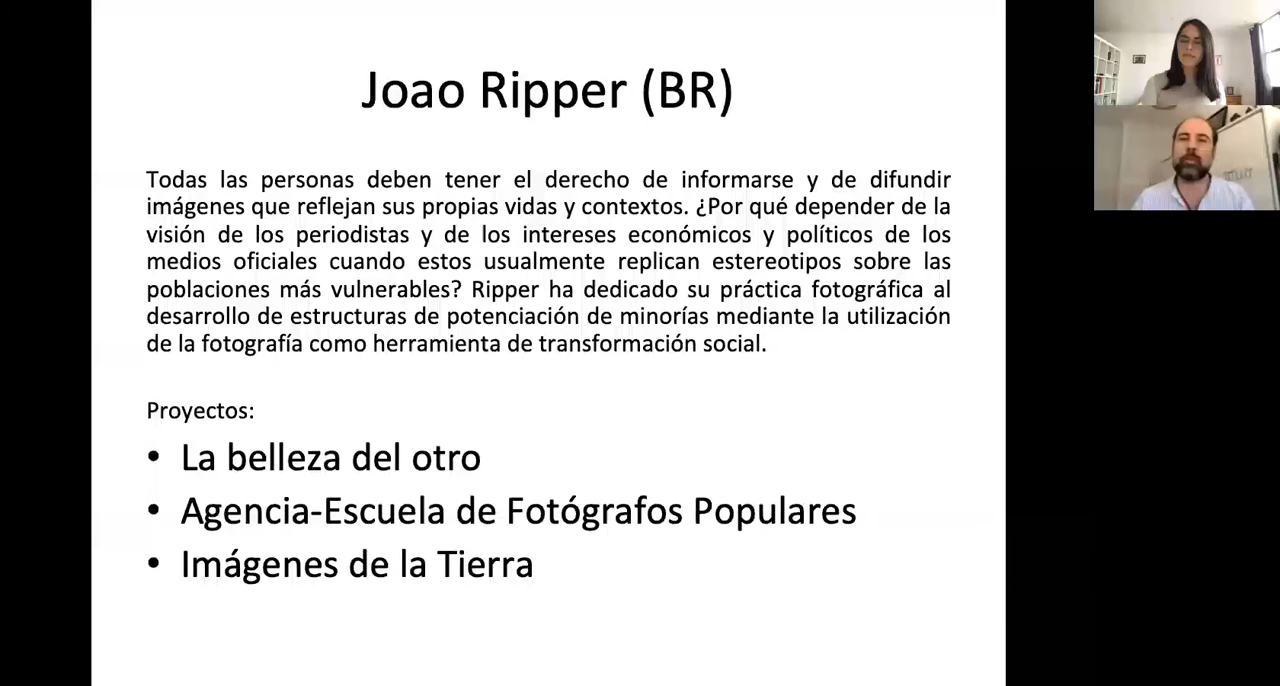 Joao Ripper (BR)
Todas las personas deben tener el derecho de informarse y de difundir
imágenes que reflejan sus propias vidas y contextos. ¿Por qué depender de la
visión de los periodistas y de los intereses económicos y políticos de los
medios oficiales cuando estos usualmente replican estereotipos sobre las
poblaciones más vulnerables? Ripper ha dedicado su práctica fotográfica al
desarrollo de estructuras de potenciación de minorías mediante la utilización
de la fotografía como herramienta de transformación social.
Proyectos:
• La belleza del otro
• Agencia-Escuela de Fotógrafos Populares
• Imágenes de la Tierra